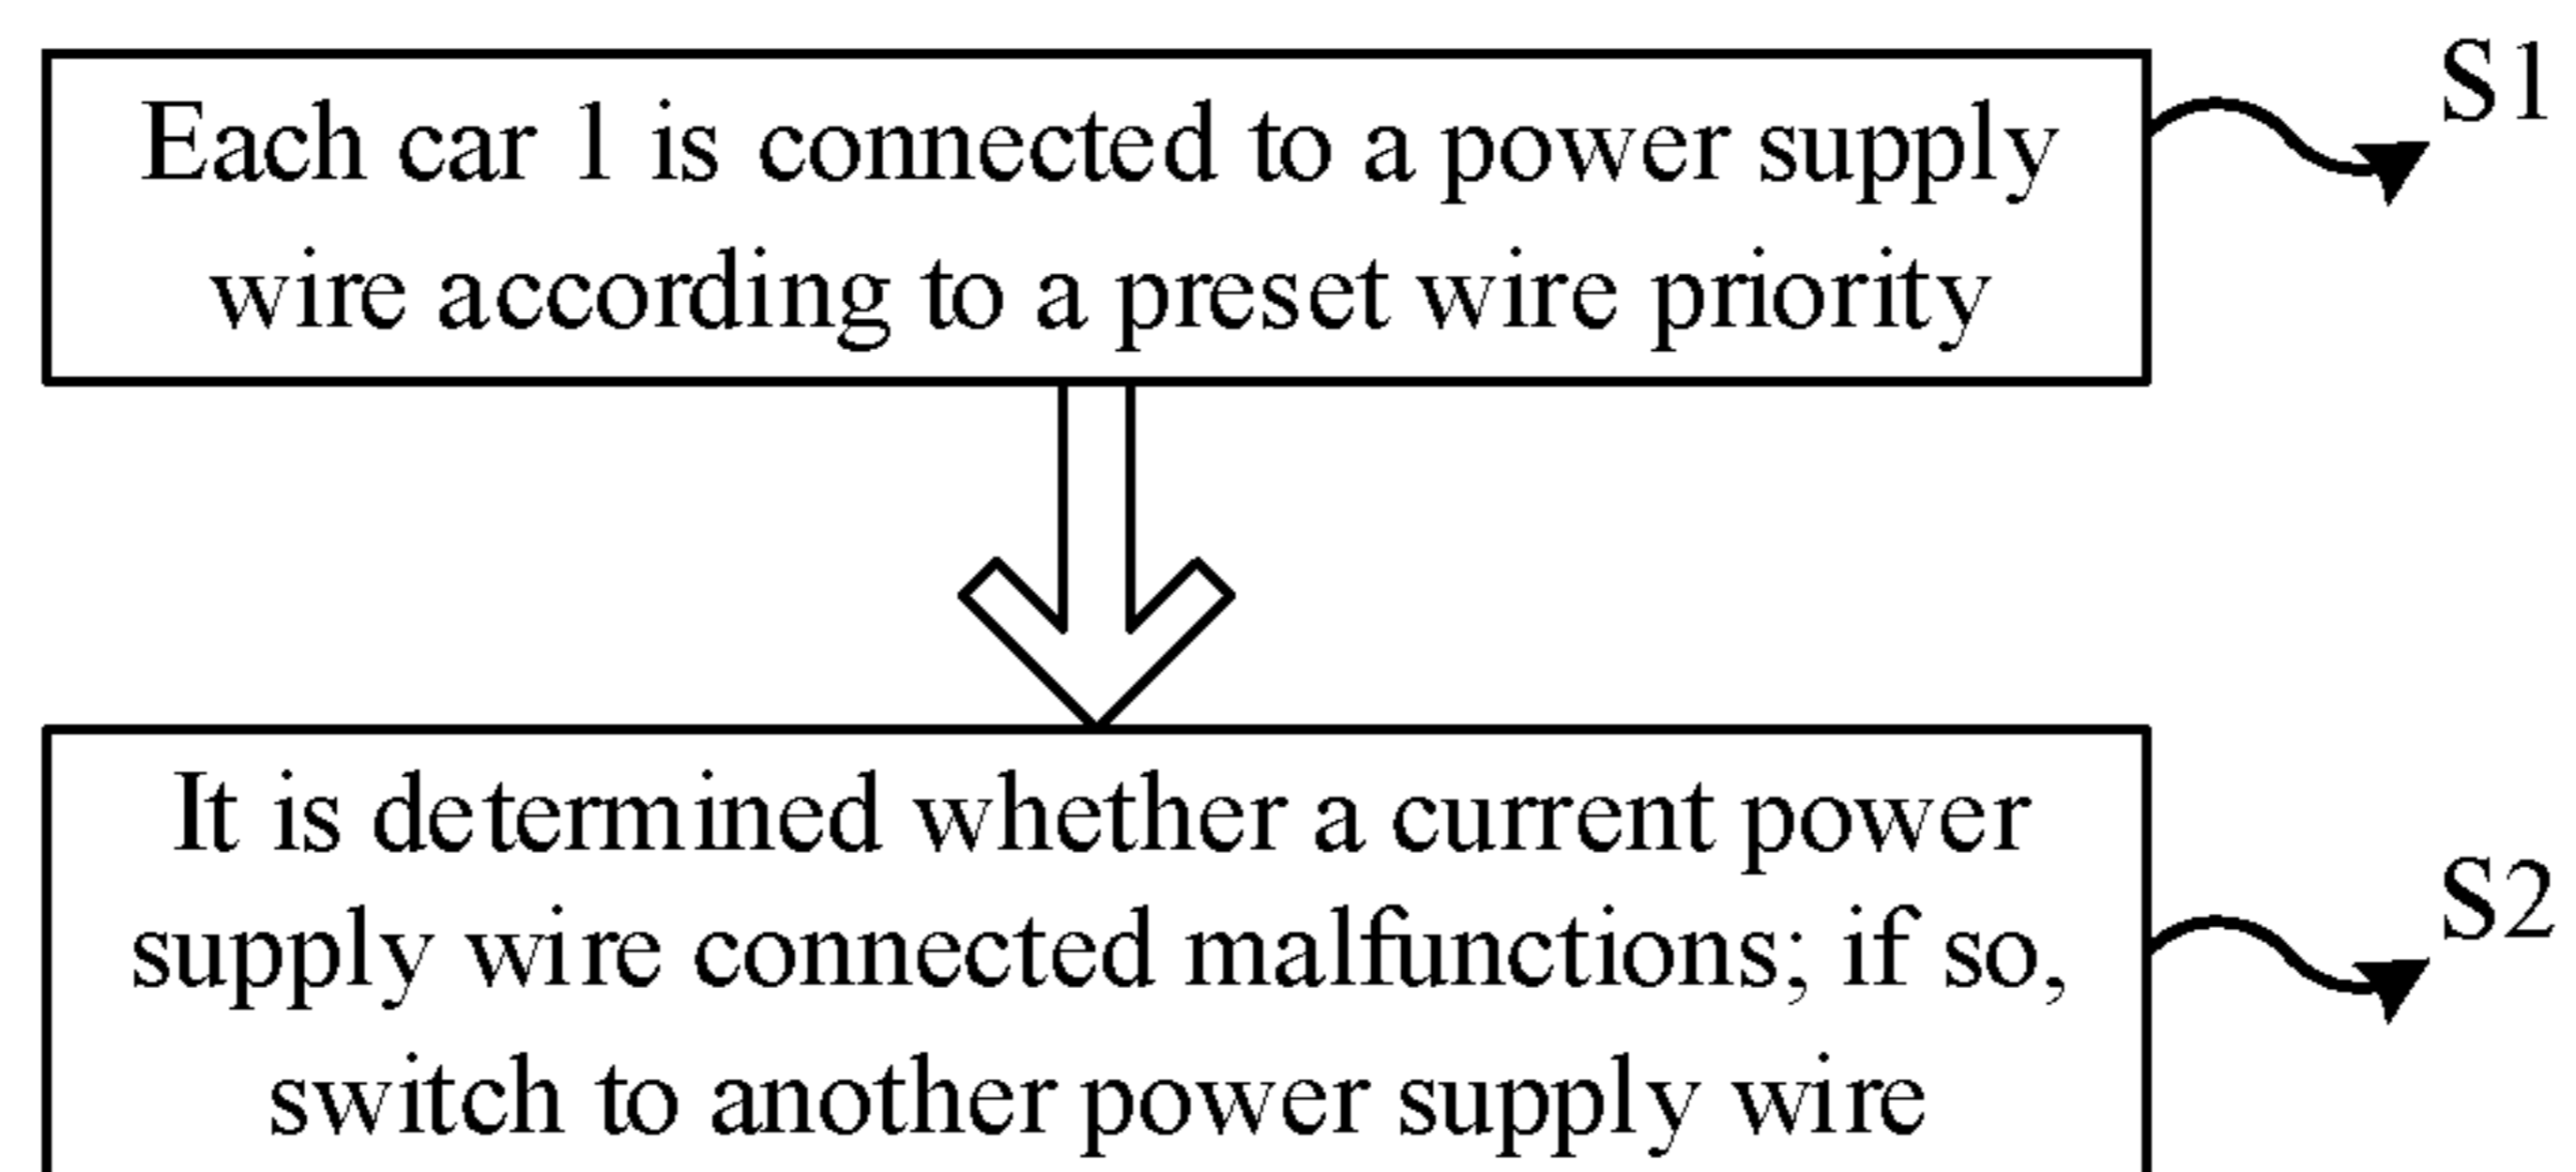 Each car 1 is connected to a power supply
wire according to a preset wire priority
S1
It is determined whether a current power
supply wire connected malfunctions; if so,
switch to another power supply wire
S2